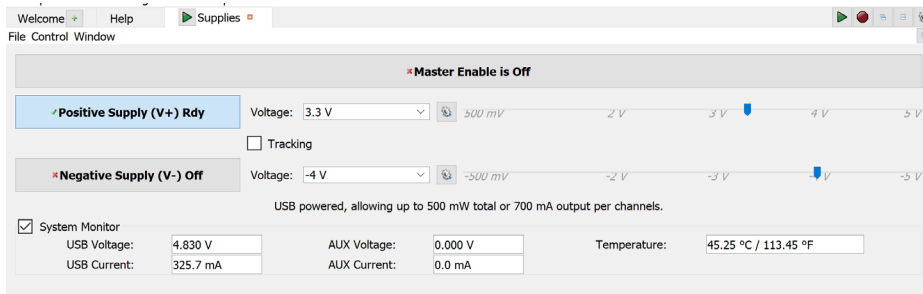 Welcome Help Supplies
File Control Window
Master Enable is Off
Positive Supply (V+) Rdy Voltage: 3.3 V 500 mV 2 V 3 V 4 V 5 V
Tracking
Negative Supply (V-) Off Voltage: -4 V -500 mV -2 V -3 V -4 V -5 V
USB powered, allowing up to 500 mW total or 700 mA output per channels.
System Monitor
USB Voltage: 4.830 V AUX Voltage: 0.000 V Temperature: 45.25 °C / 113.45 °F
USB Current: 325.7 mA AUX Current: 0.0 mA